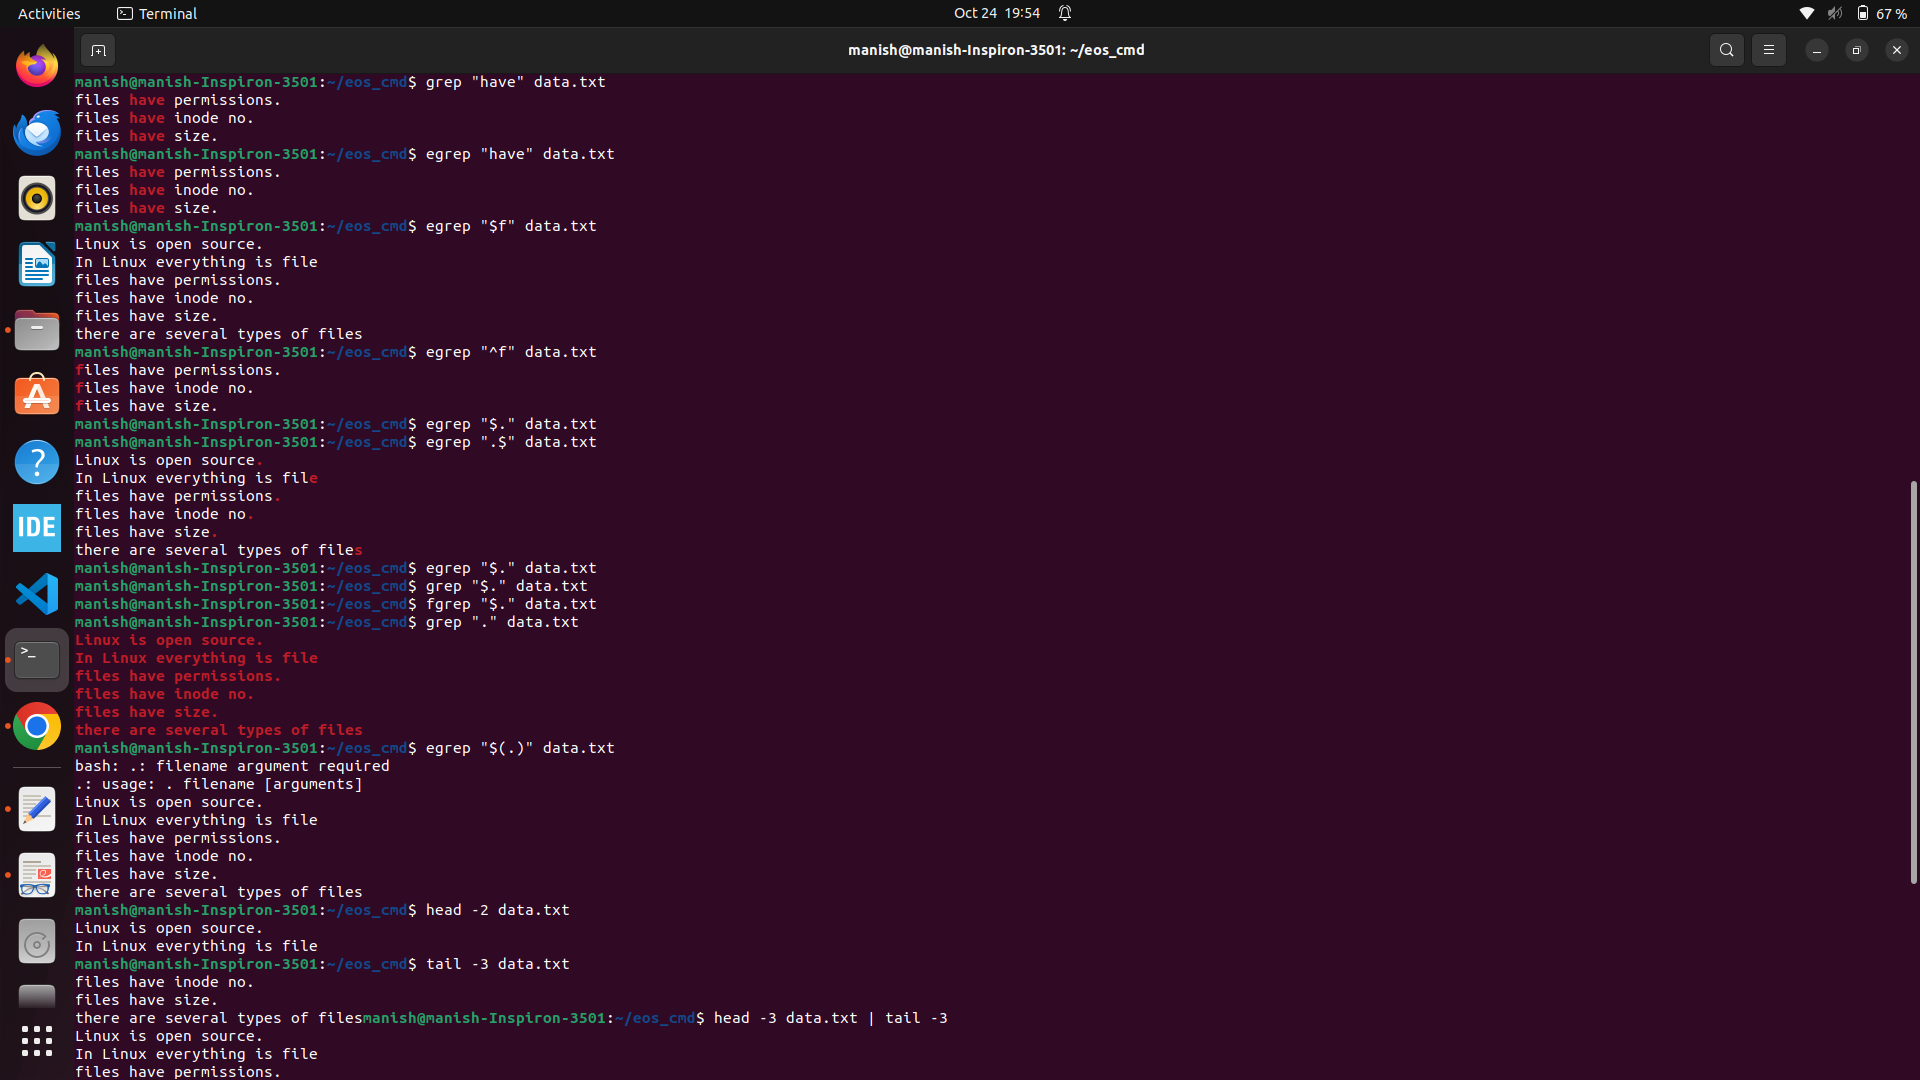 Activities
Terminal
Oct 24 19:54
67 %
manish@manish-Inspiron-3501: ~/eos_cmd
manish@manish-Inspiron-3501:~/eos_cmd$ grep "have" data.txt
files have permissions.
files have inode no.
files have size.
manish@manish-Inspiron-3501:~/eos_cmd$ egrep "have" data.txt
files have permissions.
files have inode no.
files have size.
manish@manish-Inspiron-3501:~/eos_cmd$ egrep "$f" data.txt
Linux is open source.
In Linux everything is file
files have permissions.
files have inode no.
files have size.
there are several types of files
manish@manish-Inspiron-3501:~/eos_cmd$ egrep "^f" data.txt
files have permissions.
files have inode no.
files have size.
manish@manish-Inspiron-3501:~/eos_cmd$ egrep "$." data.txt
manish@manish-Inspiron-3501:~/eos_cmd$ egrep ".$" data.txt
Linux is open source.
In Linux everything is file
files have permissions.
files have inode no.
files have size.
there are several types of files
manish@manish-Inspiron-3501:~/eos_cmd$ egrep "$." data.txt
manish@manish-Inspiron-3501:~/eos_cmd$ grep "$." data.txt
manish@manish-Inspiron-3501:~/eos_cmd$ fgrep "$." data.txt
manish@manish-Inspiron-3501:~/eos_cmd$ grep "." data.txt
Linux is open source.
In Linux everything is file
files have permissions.
files have inode no.
files have size.
there are several types of files
manish@manish-Inspiron-3501:~/eos_cmd$ egrep "$(.)" data.txt
bash: .: filename argument required
.: usage: . filename [arguments]
Linux is open source.
In Linux everything is file
files have permissions.
files have inode no.
files have size.
there are several types of files
manish@manish-Inspiron-3501:~/eos_cmd$ head -2 data.txt
Linux is open source.
In Linux everything is file
manish@manish-Inspiron-3501:~/eos_cmd$ tail -3 data.txt
files have inode no.
files have size.
there are several types of filesmanish@manish-Inspiron-3501:~/eos_cmd$ head -3 data.txt | tail -3
Linux is open source.
In Linux everything is file
files have permissions.
IDE